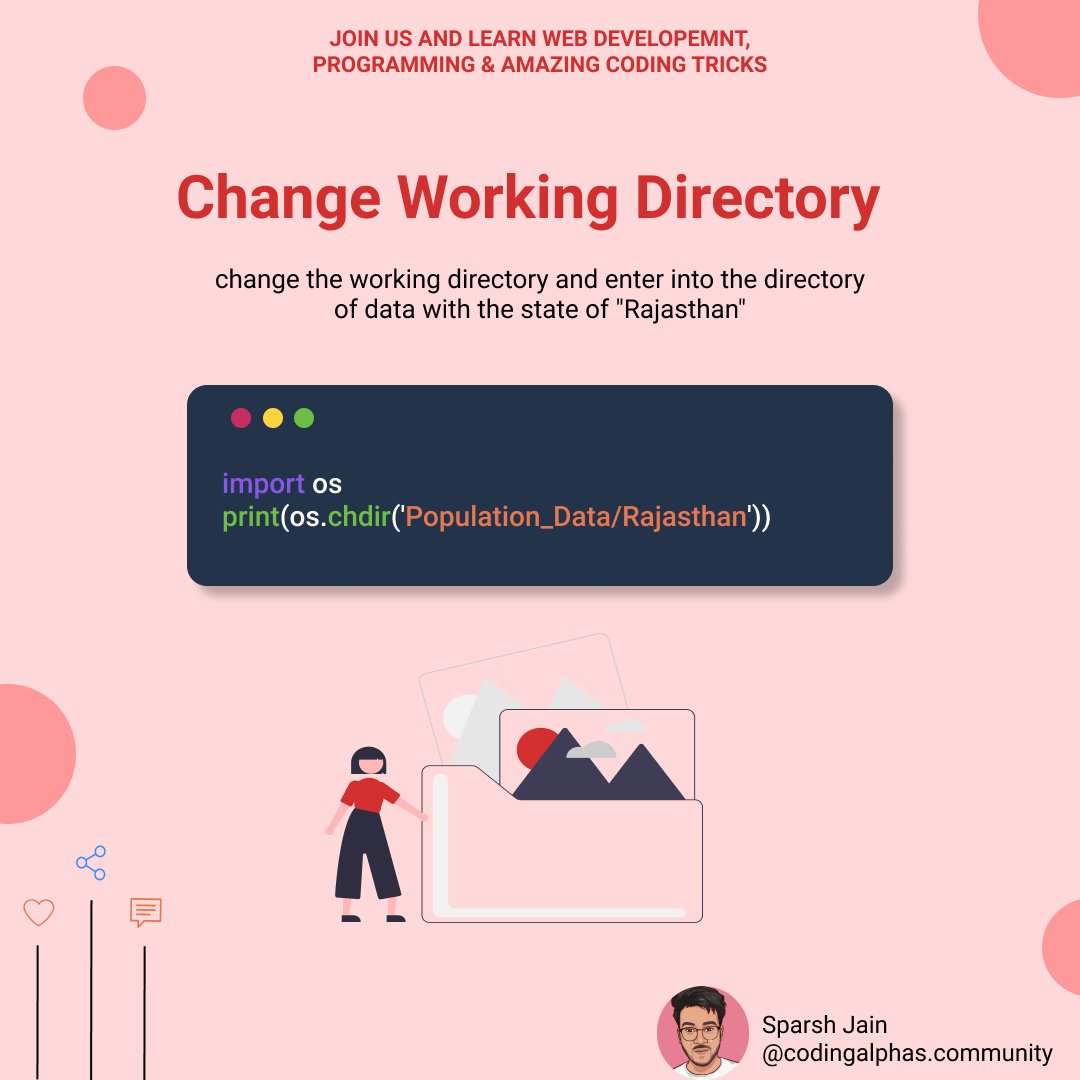 JOIN US AND LEARN WEB DEVELOPEMNT,
PROGRAMMING & AMAZING CODING TRICKS
Change Working Directory
change the working directory and enter into the directory
of data with the state of "Rajasthan"
import os
print(os.chdir('Population_Data/Rajasthan'))
Sparsh Jain
@codingalphas.community